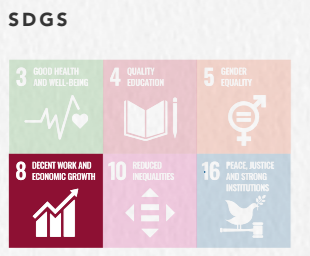 SDGS
3 GOOD HEALTH
AND WELL-BEING
4 QUALITY
EDUCATION
5 GENDER
EQUALITY
8 DECENT WORK AND
ECONOMIC GROWTH
10 REDUCED
INEQUALITIES
16 PEACE, JUSTICE
AND STRONG
INSTITUTIONS